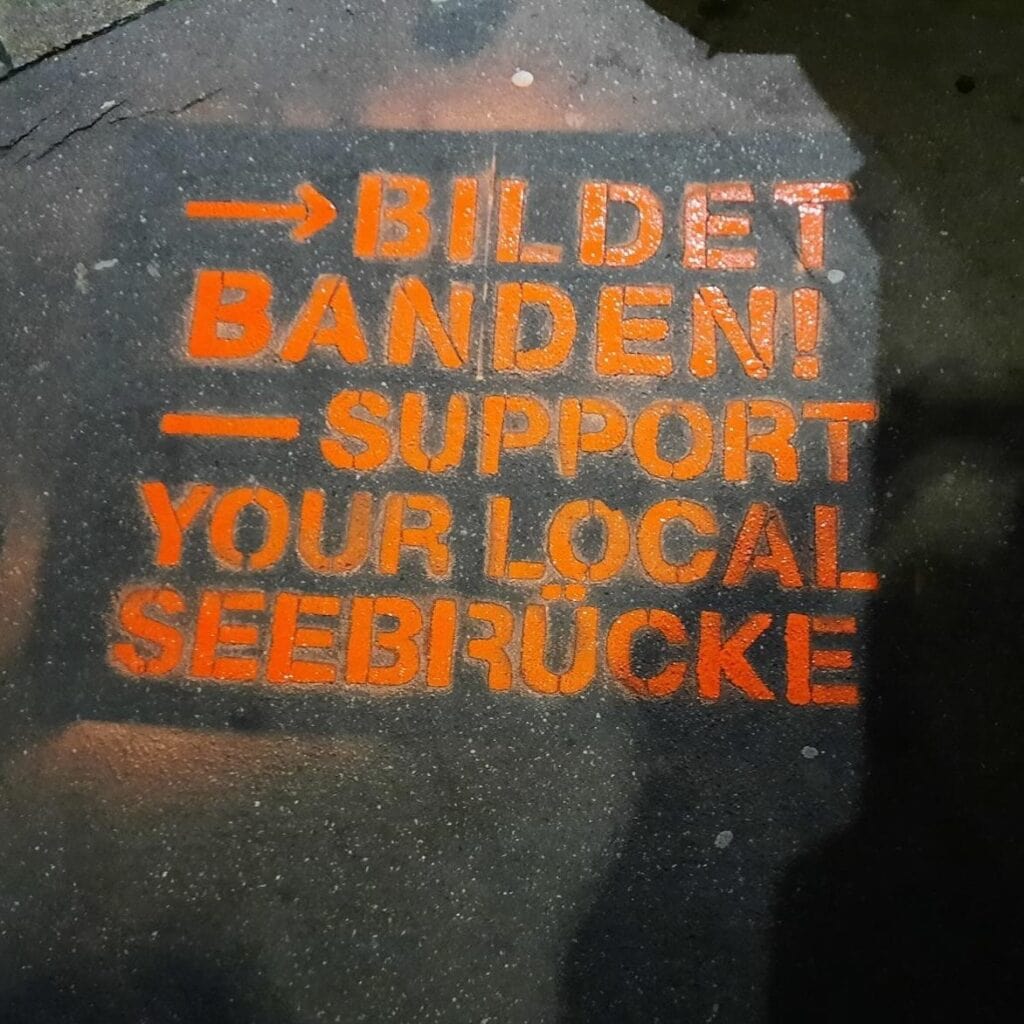 → BILDET
BANDEN!
— SUPPORT
YOUR LOCAL
SEEBRÜCKE